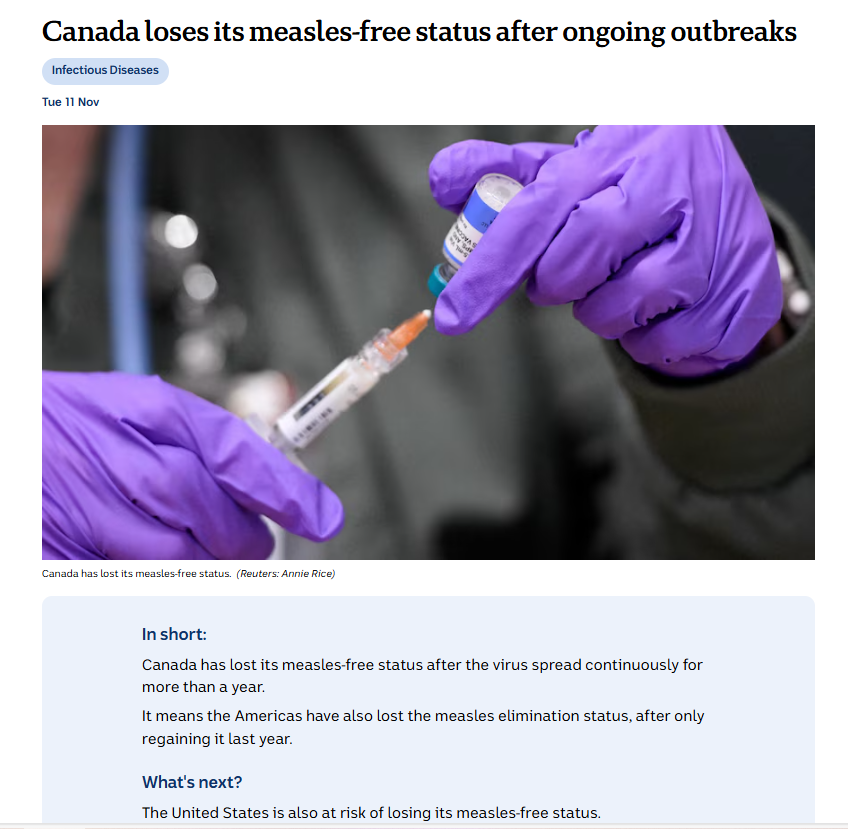 Canada loses its measles-free status after ongoing outbreaks
Infectious Diseases
Tue 11 Nov
Canada has lost its measles-free status. (Reuters: Annie Rice)
In short:
Canada has lost its measles-free status after the virus spread continuously for
more than a year.
It means the Americas have also lost the measles elimination status, after only
regaining it last year.
What's next?
The United States is also at risk of losing its measles-free status.